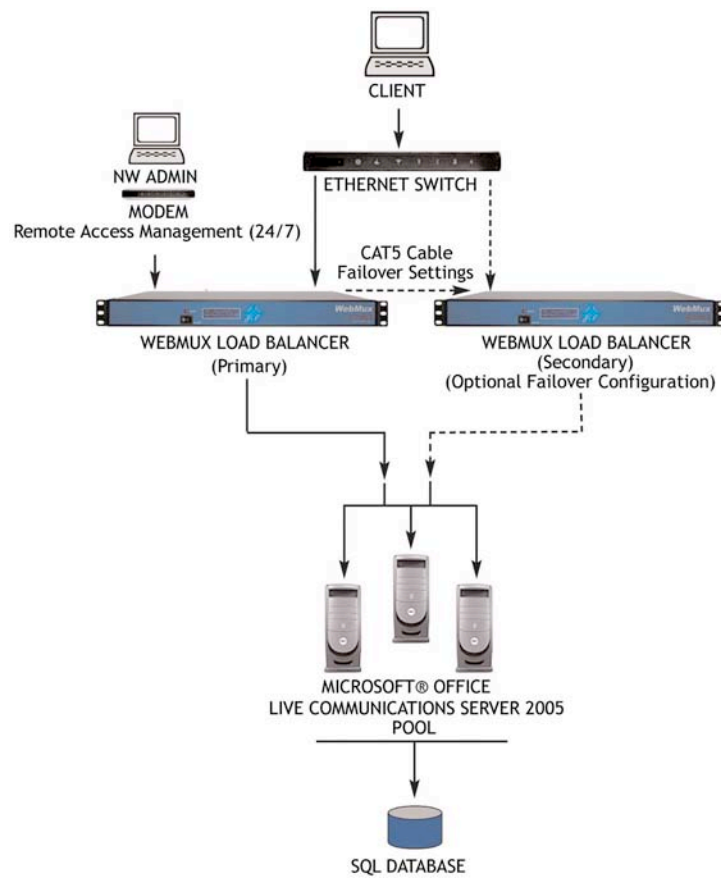 CLIENT
ETHERNET SWITCH
NW ADMIN
MODEM
Remote Access Management (24/7)
CAT5 Cable
Failover Settings
WebMux
WebMux
WEBMUX LOAD BALANCER
(Primary)
WEBMUX LOAD BALANCER
(Secondary)
(Optional Failover Configuration)
MICROSOFT® OFFICE
LIVE COMMUNICATIONS SERVER 2005
POOL
SQL DATABASE